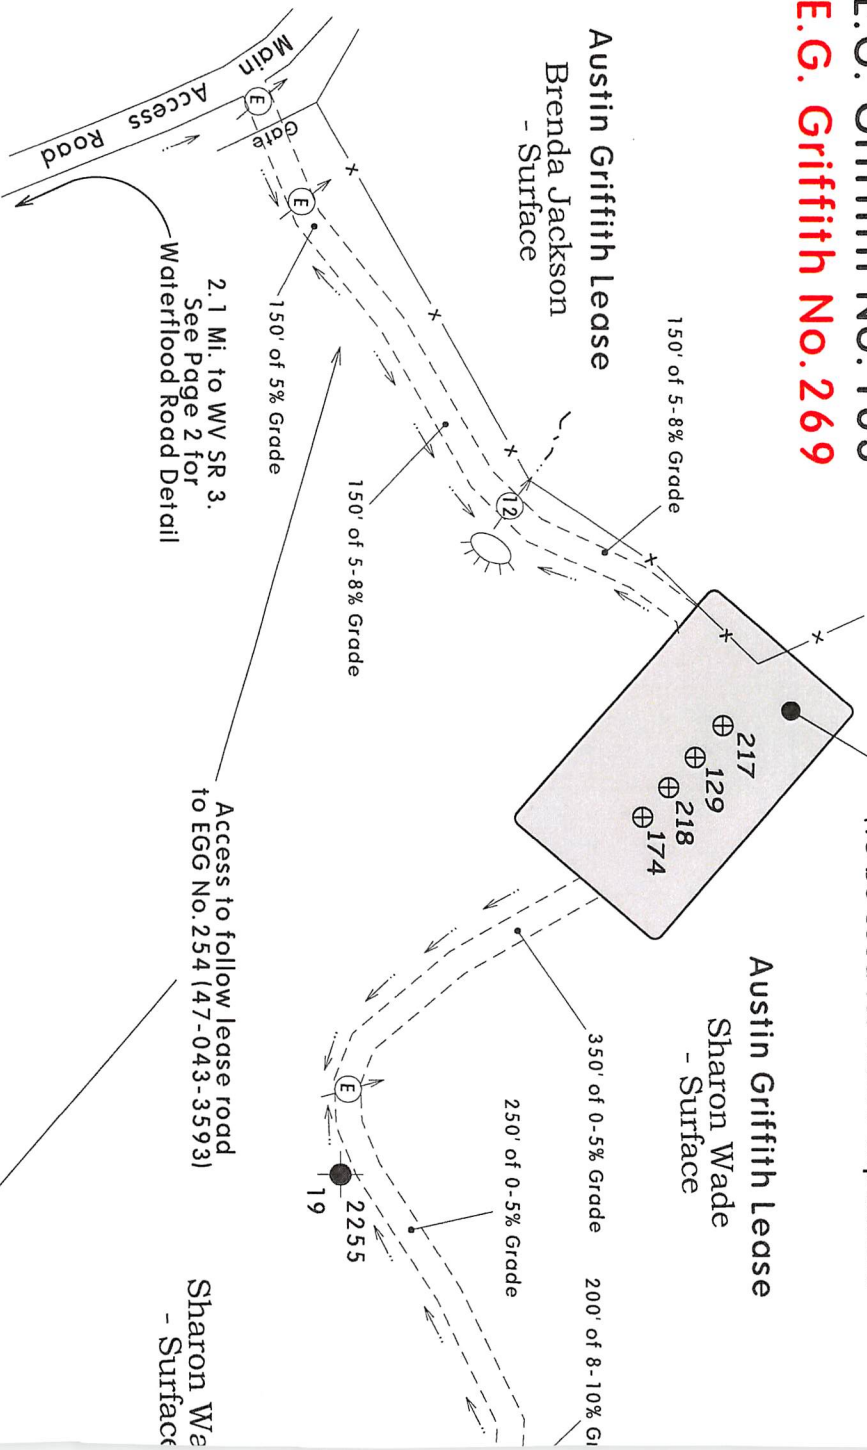 E.G. Griffith No. 269
Austin Griffith Lease
Brenda Jackson
- Surface
Main
Access
Road
Gate
E
E
150' of 5% Grade
2.1 Mi. to WV SR 3.
See Page 2 for
Waterflood Road Detail
150' of 5-8% Grade
150' of 5-8% Grade
12
217
129
218
174
Access to follow lease road
to EGG No. 254 (47-043-3593)
Austin Griffith Lease
Sharon Wade
- Surface
350' of 0-5% Grade
250' of 0-5% Grade
200' of 8-10%
E
2255
19
Sharon
- Surface